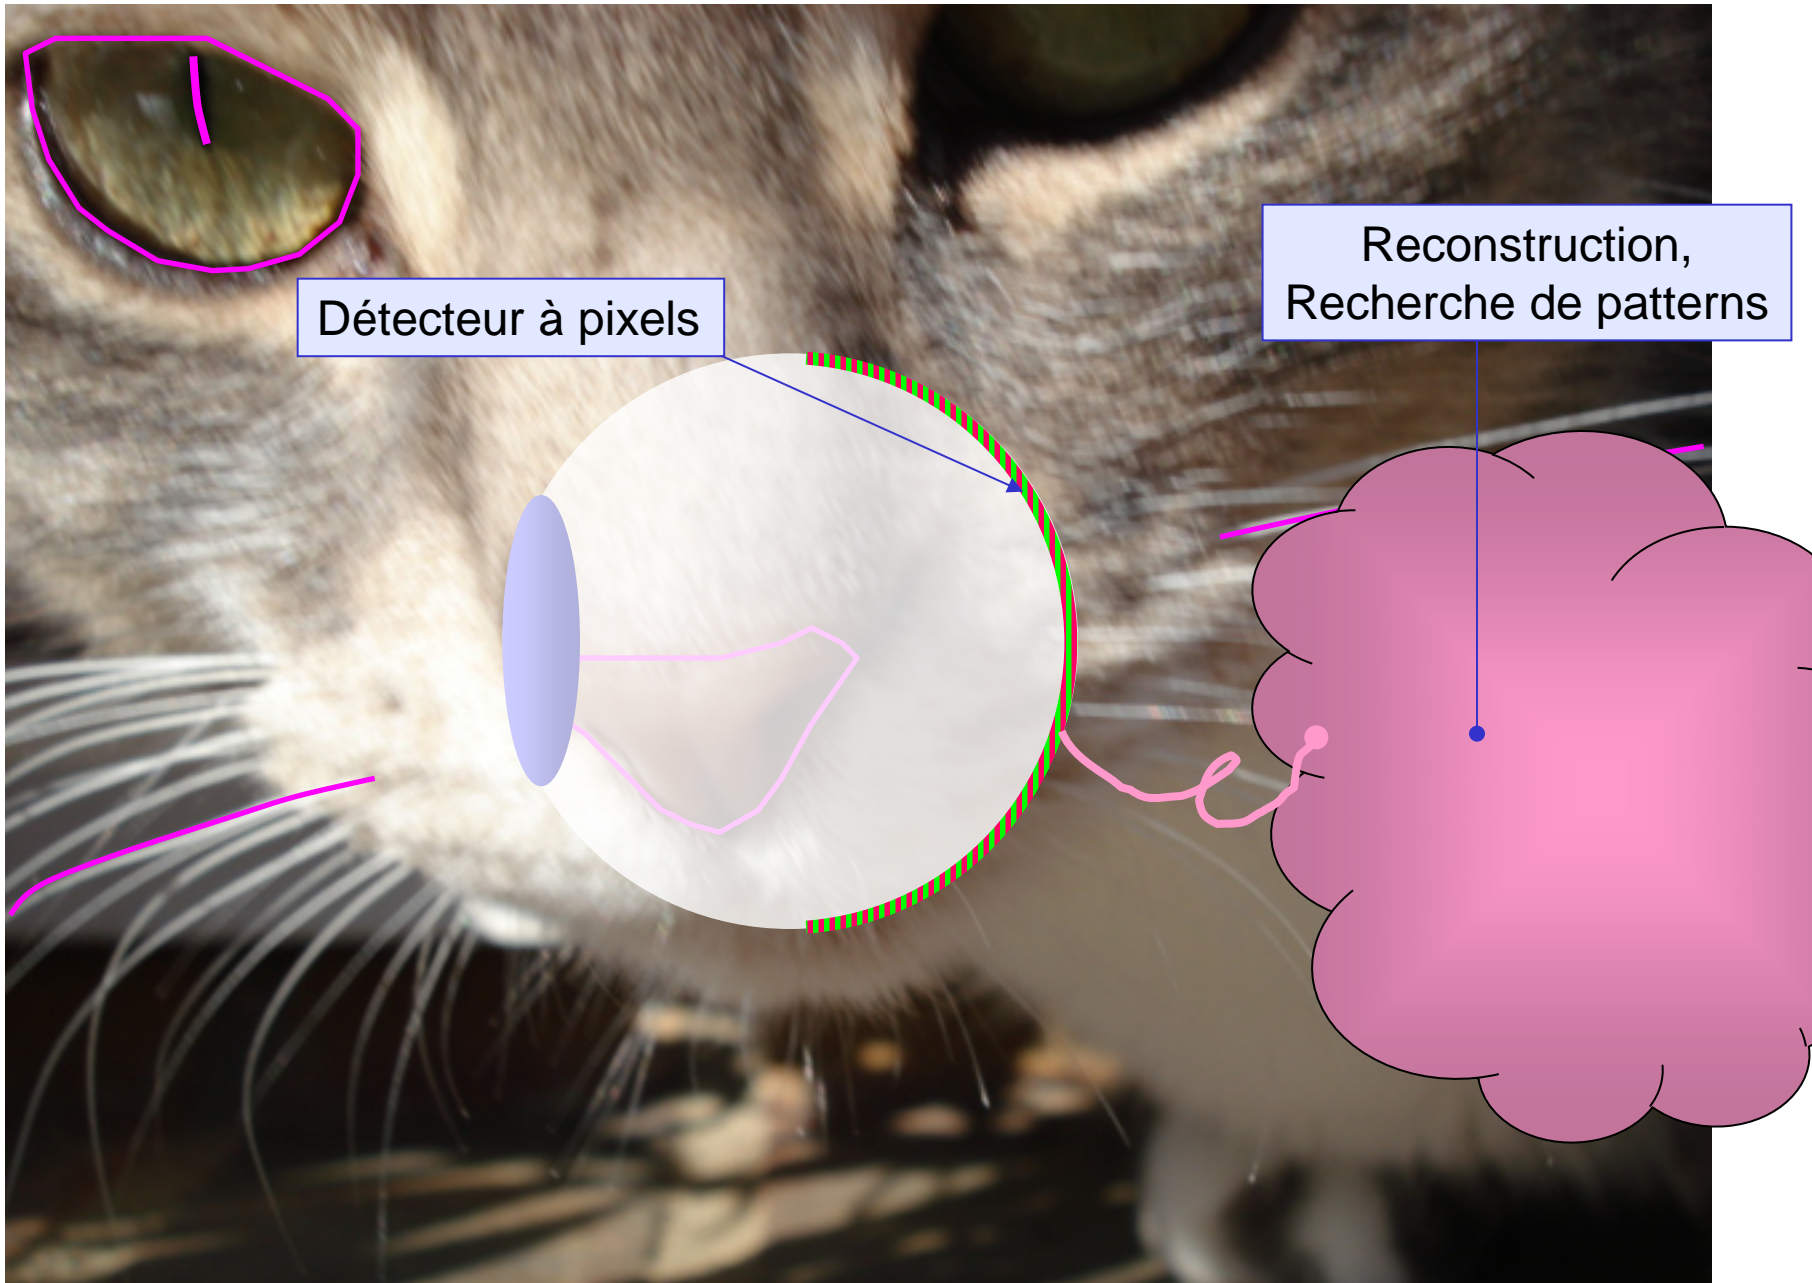 Détecteur à pixels
Reconstruction,
Recherche de patterns